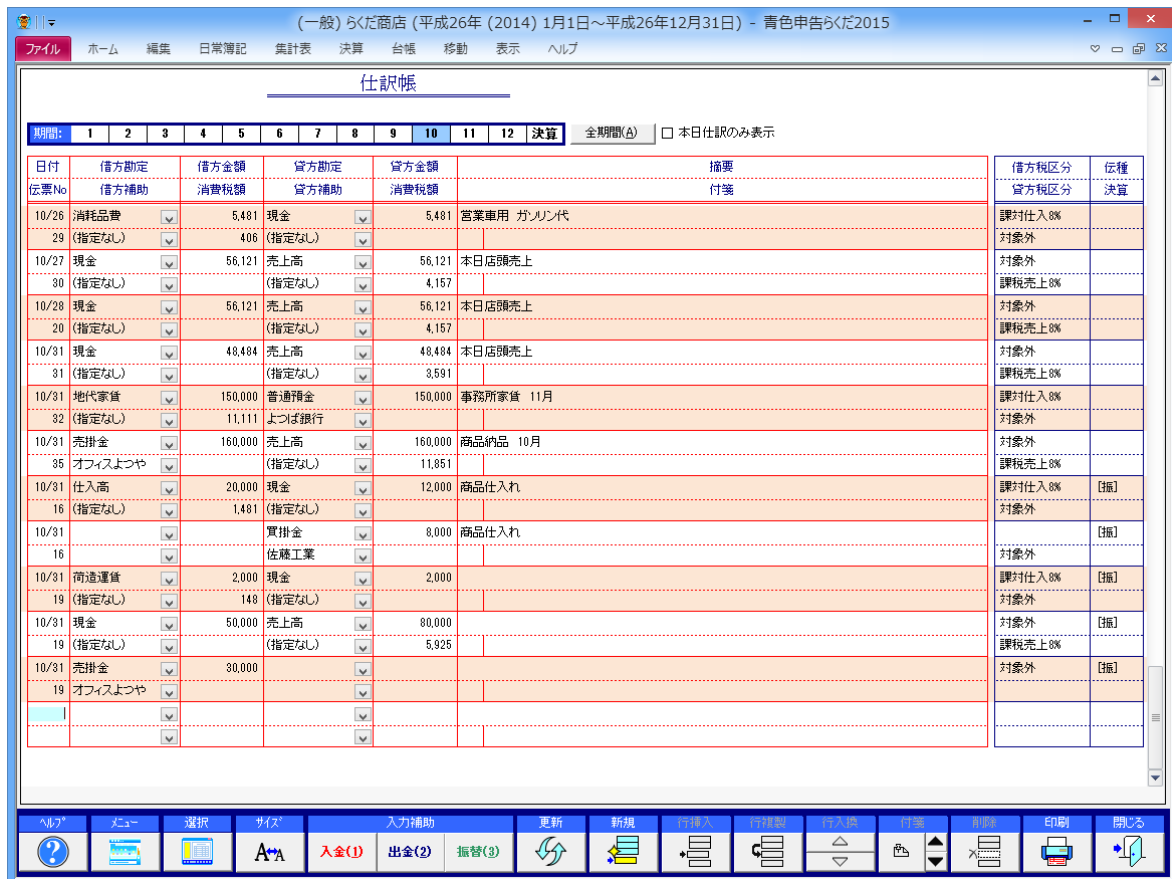 (一般) らくだ商店 (平成26年 (2014) 1月1日～平成26年12月31日) - 青色申告らくだ2015
ファイル ホーム 編集 日常簿記 集計表 決算 台帳 移動 表示 ヘルプ
仕訳帳
期間: 1 2 3 4 5 6 7 8 9 10 11 12 決算 全期間(A) 本日仕訳のみ表示
日付 借方勘定 借方金額 貸方勘定 貸方金額 摘要 借方税区分 伝種
伝票No 借方補助 消費税額 貸方補助 消費税額 付箋 貸方税区分 決算
10/26 消耗品費 5,481 現金 5,481 営業車用 ガソリン代 課対仕入8%
29 (指定なし) 406 (指定なし) 対象外
10/27 現金 56,121 売上高 56,121 本日店頭売上 対象外
30 (指定なし) (指定なし) 4,157 課税売上8%
10/28 現金 56,121 売上高 56,121 本日店頭売上 対象外
20 (指定なし) (指定なし) 4,157 課税売上8%
10/31 現金 48,484 売上高 48,484 本日店頭売上 対象外
31 (指定なし) (指定なし) 3,591 課税売上8%
10/31 地代家賃 150,000 普通預金 150,000 事務所家賃 11月 課対仕入8%
32 (指定なし) 11,111 よつば銀行 対象外
10/31 売掛金 160,000 売上高 160,000 商品納品 10月 対象外
35 オフィスよつや (指定なし) 11,851 課税売上8%
10/31 仕入高 20,000 現金 12,000 商品仕入れ 課対仕入8% [振]
16 (指定なし) 1,481 (指定なし) 対象外
10/31 買掛金 8,000 商品仕入れ [振]
16 佐藤工業 対象外
10/31 荷造運賃 2,000 現金 2,000 課対仕入8% [振]
19 (指定なし) 148 (指定なし) 対象外
10/31 現金 50,000 売上高 80,000 対象外 [振]
19 (指定なし) (指定なし) 5,925 課税売上8%
10/31 売掛金 30,000 対象外 [振]
19 オフィスよつや
ヘルプ メニュー 選択 サイズ 入力補助 更新 新規 行挿入 行複製 行入換 付箋 削除 印刷 閉じる
A↔A 入金(1) 出金(2) 振替(3)